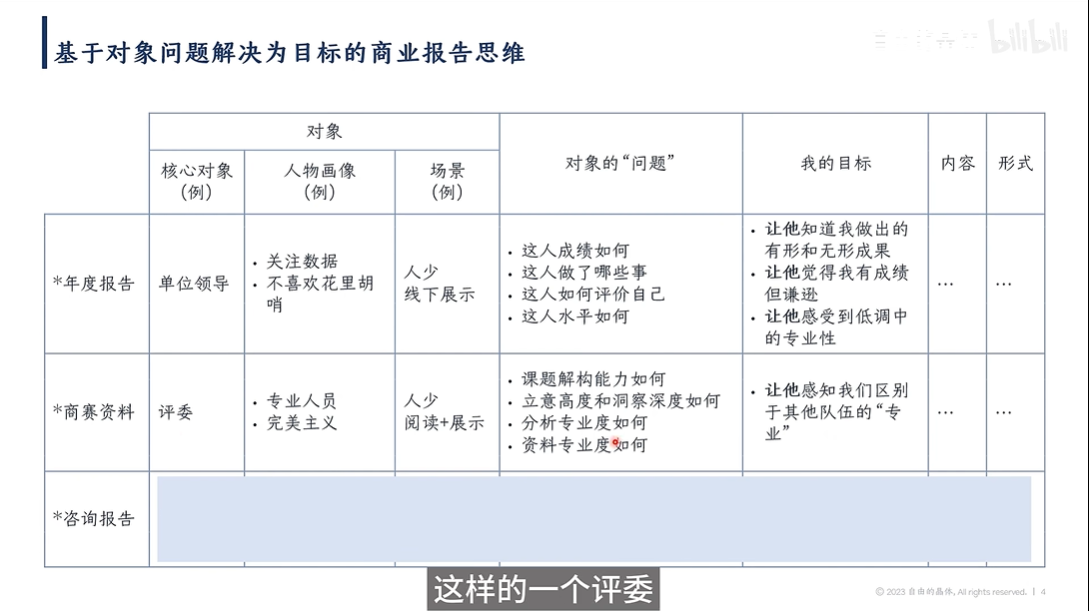 基于对象问题解决为目标的商业报告思维
bilibili
对象
核心对象
(例)
人物画像
(例)
场景
(例)
对象的“问题”
我的目标
内容
形式
*年度报告
单位领导
· 关注数据
· 不喜欢花里胡
哨
人少
线下展示
· 这人成绩如何
· 这人做了哪些事
· 这人如何评价自己
· 这人水平如何
· 让他知道我做出的
有形和无形成果
· 让他觉得我有成绩
但谦逊
· 让他感受到低调中
的专业性
...
...
*商赛资料
评委
· 专业人员
· 完美主义
人少
阅读+展示
· 课题解构能力如何
· 立意高度和洞察深度如何
· 分析专业度如何
· 资料专业度如何
· 让他感知我们区别
于其他队伍的“专
业”
...
...
*咨询报告
这样的一个评委
© 2023 自由的晶体, All rights reserved. | 4